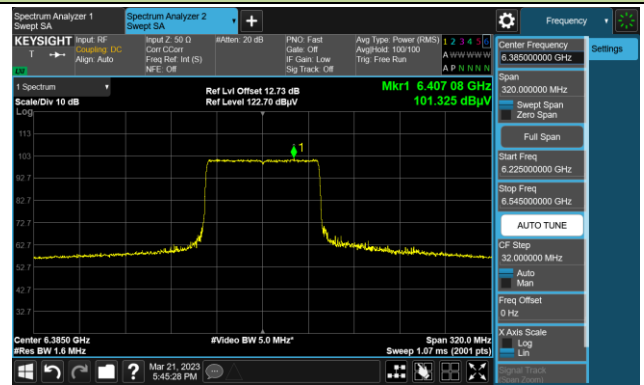 Spectrum Analyzer 1
Swept SA
Spectrum Analyzer 2
Swept SA
Frequency
KEYSIGHT
T
LW
Input: RF
Coupling: DC
Align: Auto
Input Z: 50 Ω
Corr CCorr
Freq Ref: Int (S)
NFE: Off
#Atten: 20 dB
PNO: Fast
Gate: Off
IF Gain: Low
Sig Track: Off
Avg Type: Power (RMS)
Avg|Hold: 100/100
Trig: Free Run
1 2 3 4 5 6
A W W W W W
A P N N N N
1 Spectrum
Scale/Div 10 dB
Log
Ref Lvl Offset 12.73 dB
Ref Level 122.70 dBµV
Mkr1 6.407 08 GHz
101.325 dBµV
1
113
103
92.7
82.7
72.7
62.7
52.7
42.7
32.7
Center 6.3850 GHz
#Res BW 1.6 MHz
#Video BW 5.0 MHz*
Span 320.0 MHz
Sweep 1.07 ms (2001 pts)
Mar 21, 2023
5:45:28 PM
Center Frequency
6.385000000 GHz
Span
320.000000 MHz
Swept Span
Zero Span
Full Span
Start Freq
6.225000000 GHz
Stop Freq
6.545000000 GHz
AUTO TUNE
CF Step
32.000000 MHz
Auto
Man
Freq Offset
0 Hz
X Axis Scale
Log
Lin
Signal Track
(Span Zoom)
Settings